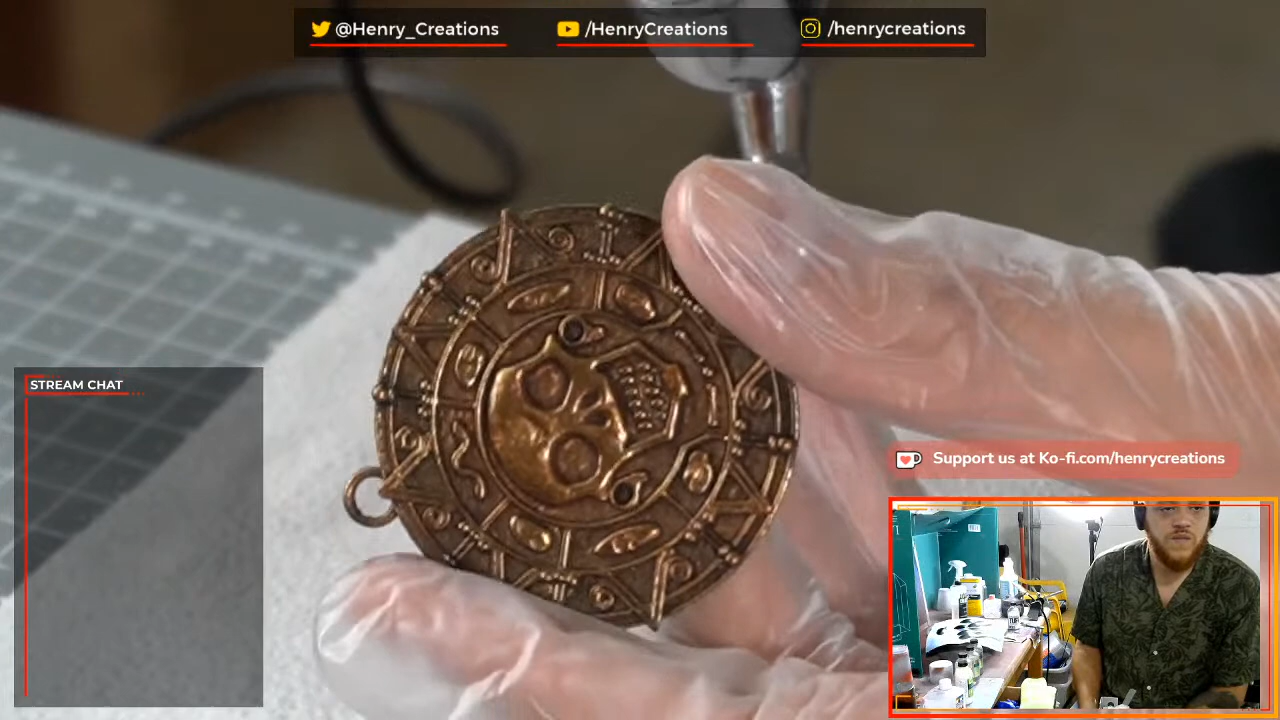 @Henry_Creations
/HenryCreations
/henrycreations
STREAM CHAT
Support us at Ko-fi.com/henrycreations